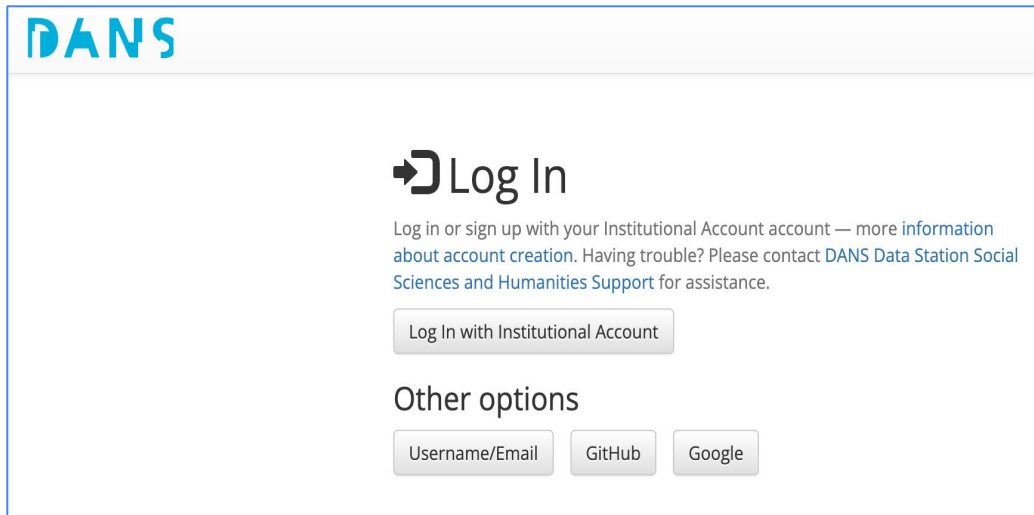 DANS
Log In
Log in or sign up with your Institutional Account account — more information
about account creation. Having trouble? Please contact DANS Data Station Social
Sciences and Humanities Support for assistance.
Log In with Institutional Account
Other options
Username/Email GitHub Google